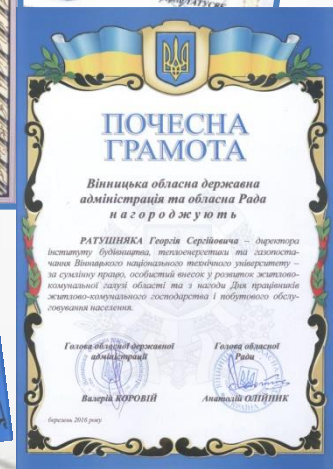 ПОЧЕСНА
ГРАМОТА
Вінницька обласна державна
адміністрація та обласна Рада
нагороджують
РАТУШНЯКА Георгія Сергійовича – директора
інституту будівництва, теплоенергетики та газопоста-
чання Вінницького національного технічного університету –
за сумлінну працю, особистий внесок у розвиток житлово-
комунальної галузі області та з нагоди Дня працівників
житлово-комунального господарства і побутового обслу-
говування населення.
Голова обласної державної
адміністрації
Голова обласної
Ради
Валерій КОРОВІЙ
Анатолій ОЛІЙНИК
березень 2018 року